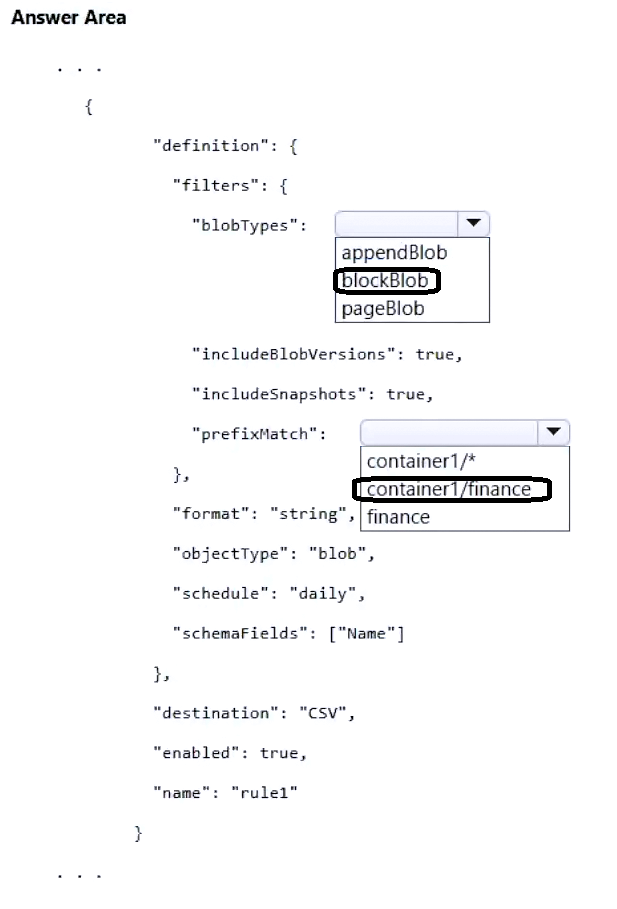 Answer Area
. . .
{
"definition": {
"filters": {
"blobTypes":
appendBlob
blockBlob
pageBlob
"includeBlobVersions": true,
"includeSnapshots": true,
"prefixMatch":
container1/*
},
container1/finance
"format": "string",
finance
"objectType": "blob",
"schedule": "daily",
"schemaFields": ["Name"]
},
"destination": "CSV",
"enabled": true,
"name": "rule1"
}
. . .